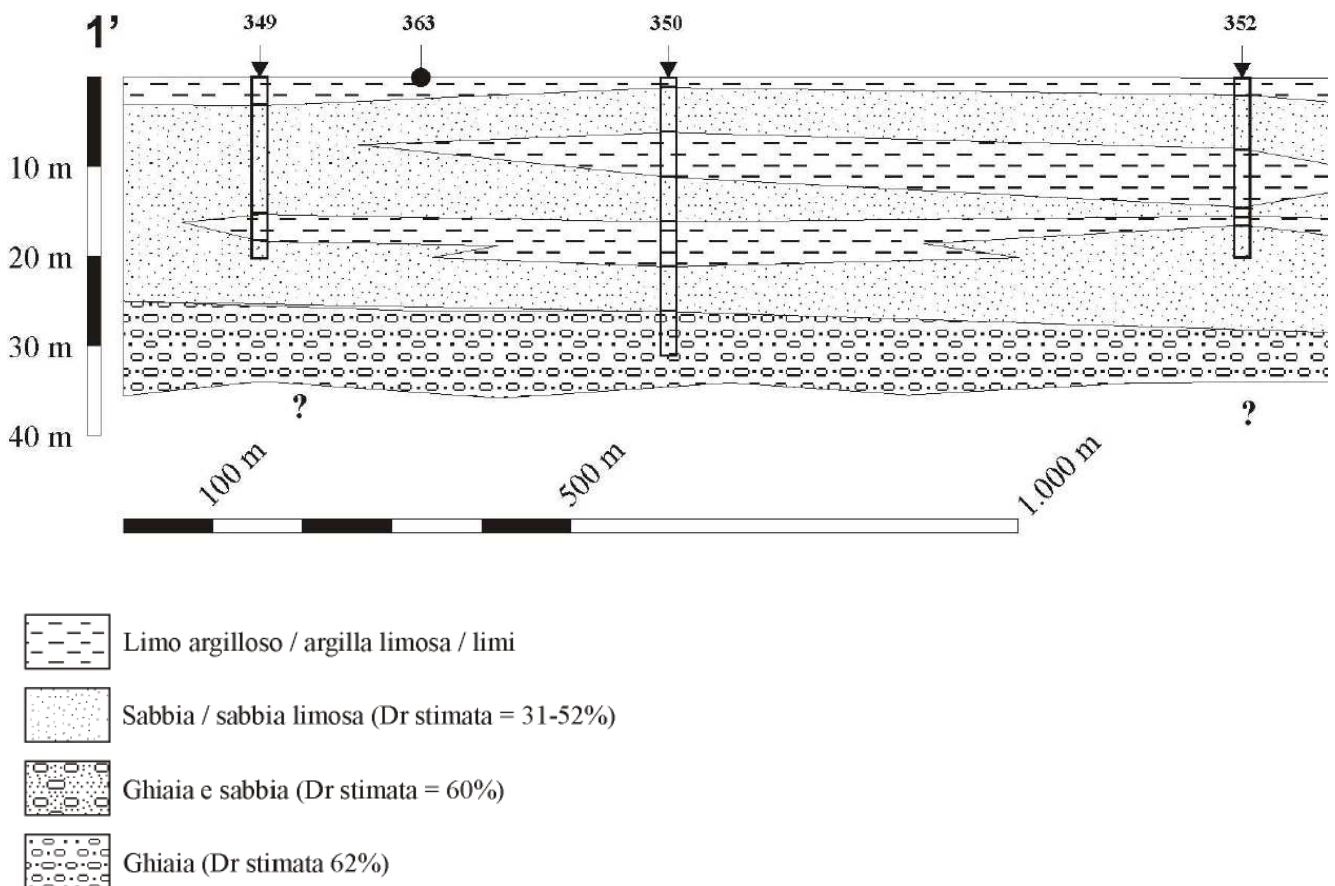 1’ 349 363 350 352
10 m
20 m
30 m
40 m
? ?
100 m 500 m 1.000 m
Limo argilloso / argilla limosa / limi
Sabbia / sabbia limosa (Dr stimata = 31-52%)
Ghiaia e sabbia (Dr stimata = 60%)
Ghiaia (Dr stimata 62%)